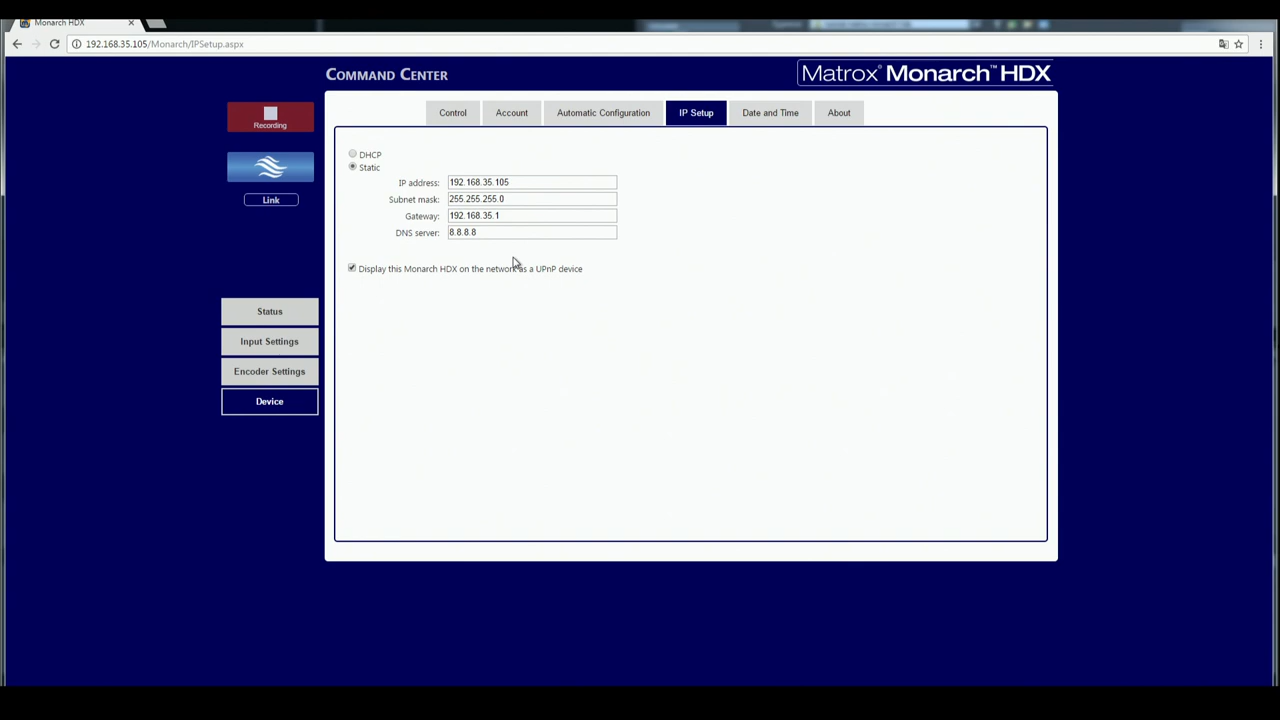 Monarch HDX
192.168.35.105/Monarch/IPSetup.aspx
COMMAND CENTER
Matrox® Monarch™ HDX
Recording
Link
Control Account Automatic Configuration IP Setup Date and Time About
DHCP
Static
IP address: 192.168.35.105
Subnet mask: 255.255.255.0
Gateway: 192.168.35.1
DNS server: 8.8.8.8
Display this Monarch HDX on the network as a UPnP device
Status
Input Settings
Encoder Settings
Device